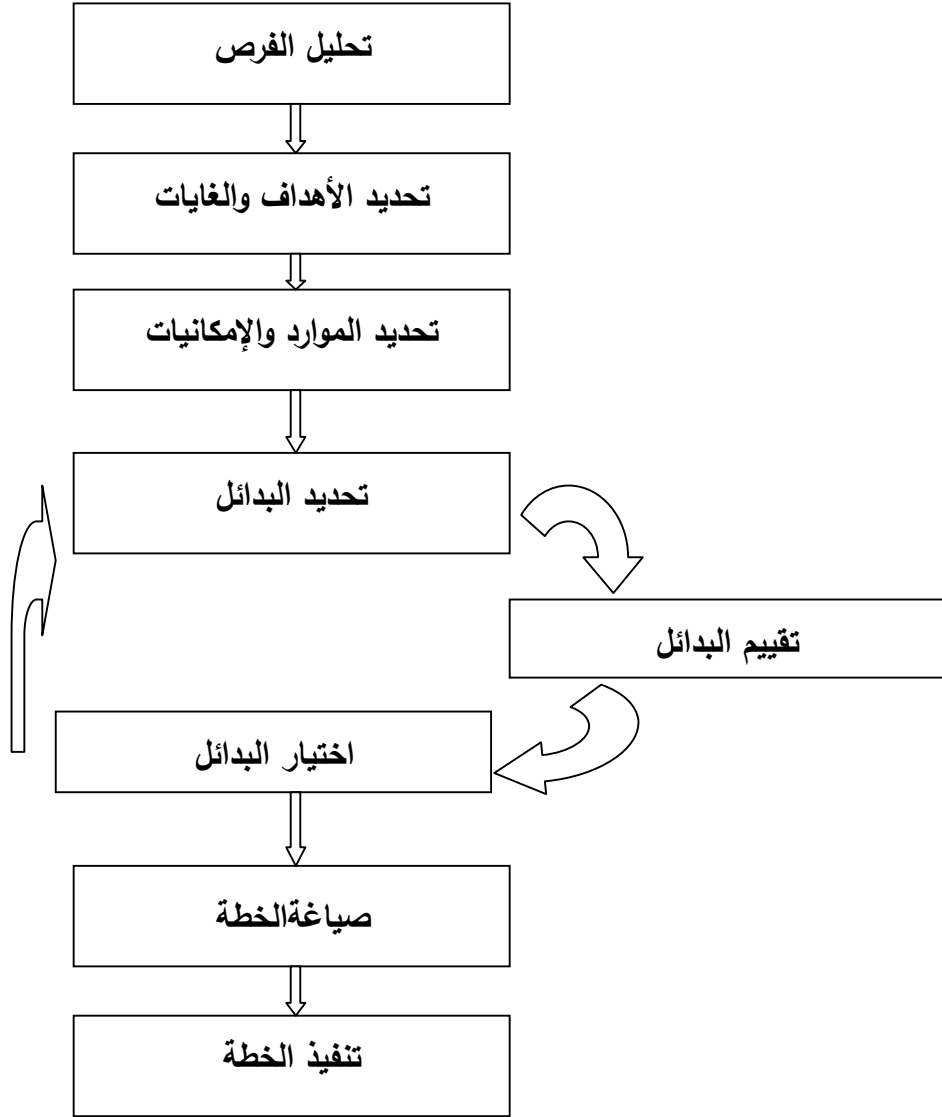 تحليل الفرص
تحديد الأهداف والغايات
تحديد الموارد والإمكانيات
تحديد البدائل
تقييم البدائل
اختيار البدائل
صياغةالخطة
تنفيذ الخطة